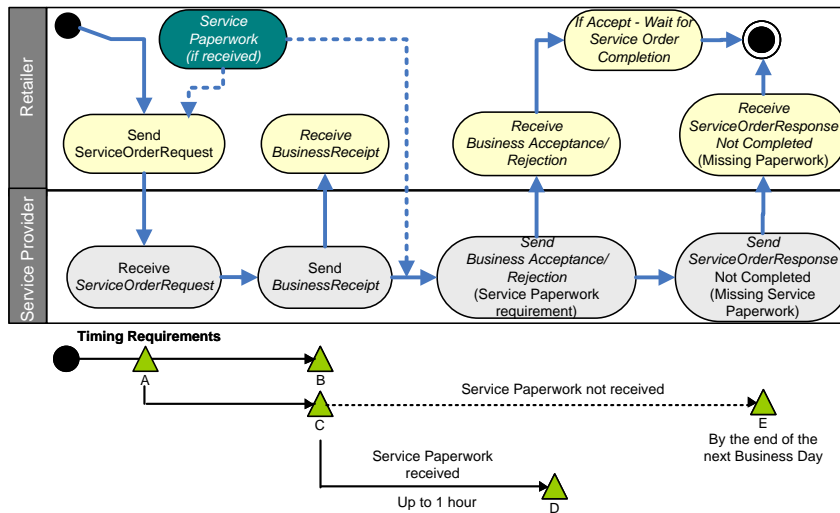 Retailer
Service
Paperwork
(if received)
If Accept - Wait for
Service Order
Completion
Send
ServiceOrderRequest
Receive
BusinessReceipt
Receive
Business Acceptance/
Rejection
Receive
ServiceOrderResponse
Not Completed
(Missing Paperwork)
Service Provider
Receive
ServiceOrderRequest
Send
BusinessReceipt
Send
Business Acceptance/
Rejection
(Service Paperwork
requirement)
Send
ServiceOrderResponse
Not Completed
(Missing Service
Paperwork)
Timing Requirements
A
B
Service Paperwork not received
C
E
By the end of the
next Business Day
Service Paperwork
received
Up to 1 hour
D